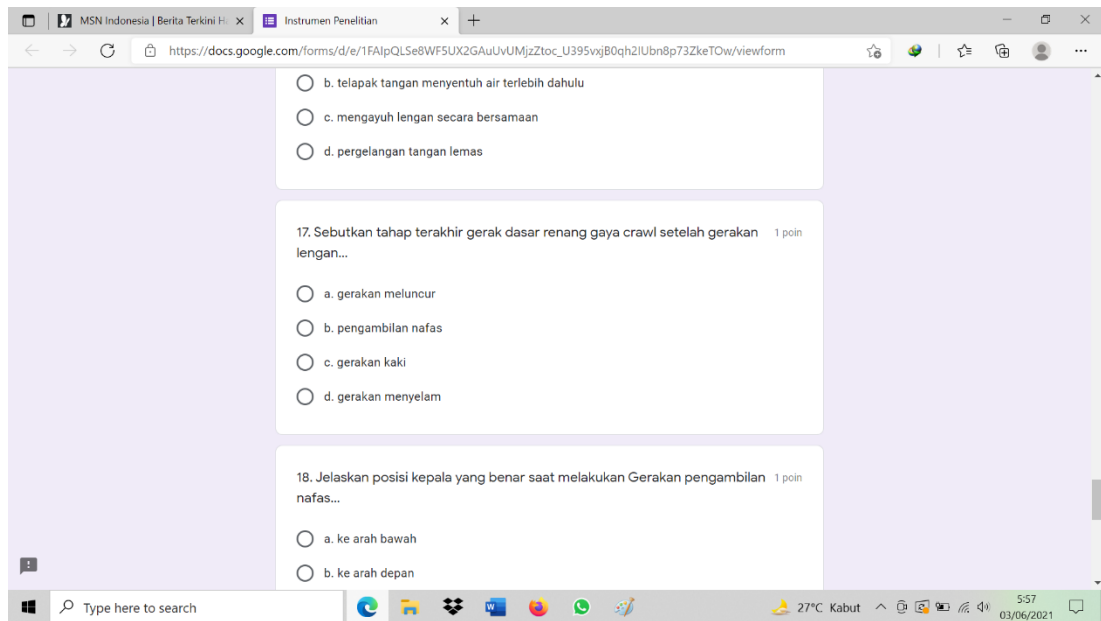 MSN Indonesia | Berita Terkini Ha
Instrumen Penelitian
https://docs.google.com/forms/d/e/1FAIpQLSe8WF5UX2GAuUvUMjzZtoc_U395vxjB0qh2IUbn8p73ZkeTOw/viewform
b. telapak tangan menyentuh air terlebih dahulu
c. mengayuh lengan secara bersamaan
d. pergelangan tangan lemas
17. Sebutkan tahap terakhir gerak dasar renang gaya crawl setelah gerakan 1 poin
lengan...
a. gerakan meluncur
b. pengambilan nafas
c. gerakan kaki
d. gerakan menyelam
18. Jelaskan posisi kepala yang benar saat melakukan Gerakan pengambilan 1 poin
nafas...
a. ke arah bawah
b. ke arah depan
Type here to search
27°C Kabut
5:57
03/06/2021